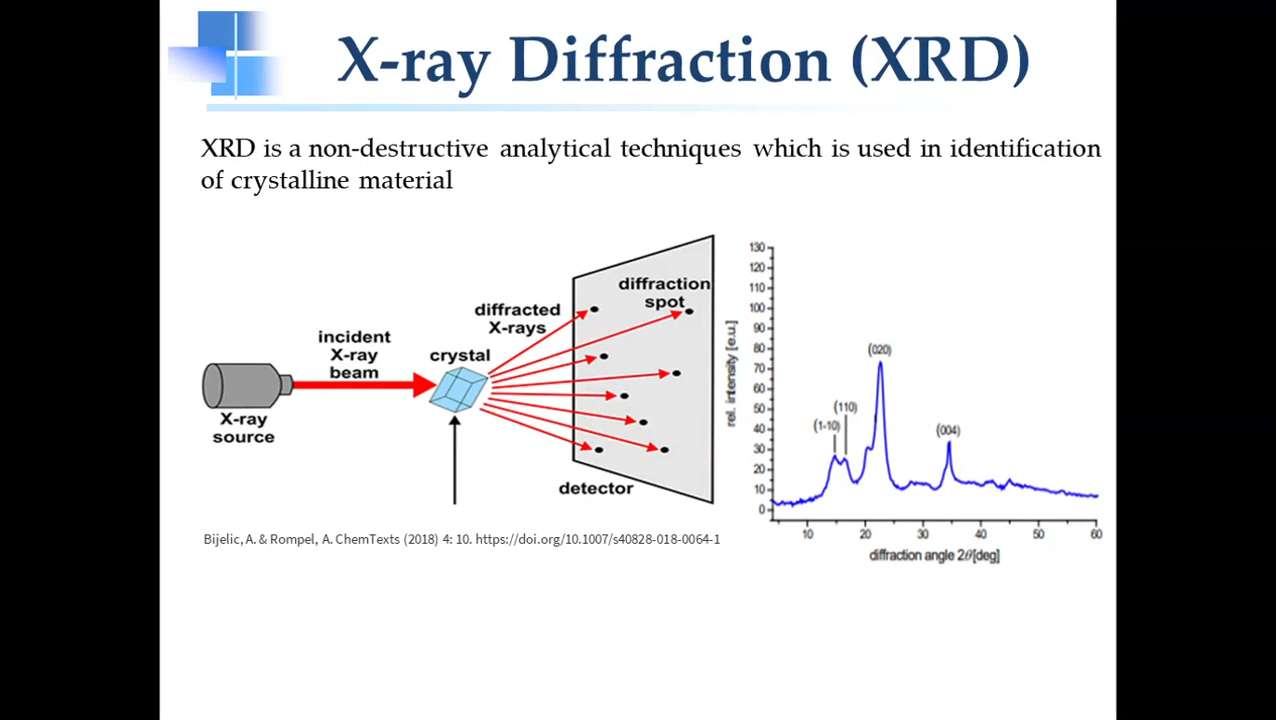 X-ray Diffraction (XRD)
XRD is a non-destructive analytical techniques which is used in identification
of crystalline material
diffraction
spot
diffracted
X-rays
incident
X-ray
beam
crystal
X-ray
source
detector
Bijelic, A. & Rompel, A. ChemTexts (2018) 4: 10. https://doi.org/10.1007/s40828-018-0064-1
130
120
110
100
90
80
70
60
50
40
30
20
10
0
rel. intensity [e.u.]
(020)
(110)
(1-10)
(004)
10 20 30 40 50 60
diffraction angle 2θ[deg]